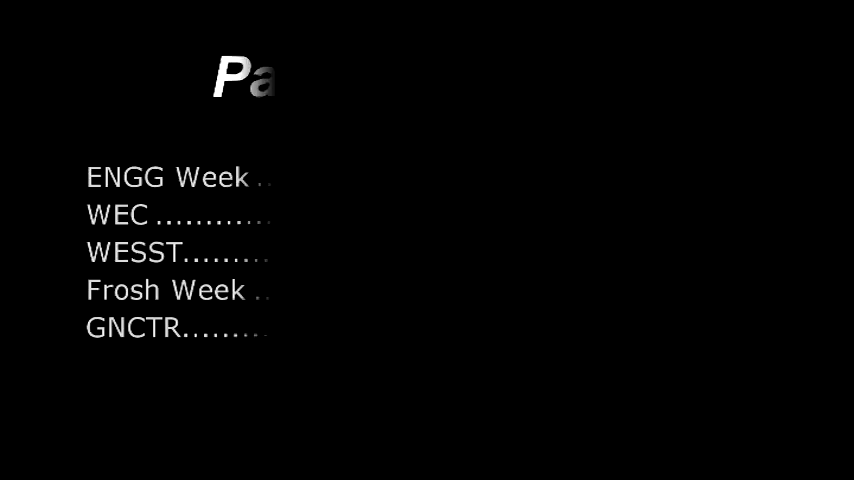 Pa
ENGG Week ..
WEC ............
WESST.........
Frosh Week ..
GNCTR.........